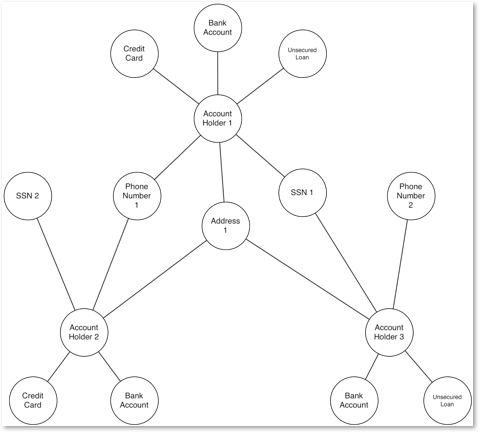 Bank
Account
Credit
Card
Unsecured
Loan
Account
Holder 1
SSN 2
Phone
Number
1
SSN 1
Phone
Number
2
Address
1
Account
Holder 2
Account
Holder 3
Credit
Card
Bank
Account
Bank
Account
Unsecured
Loan